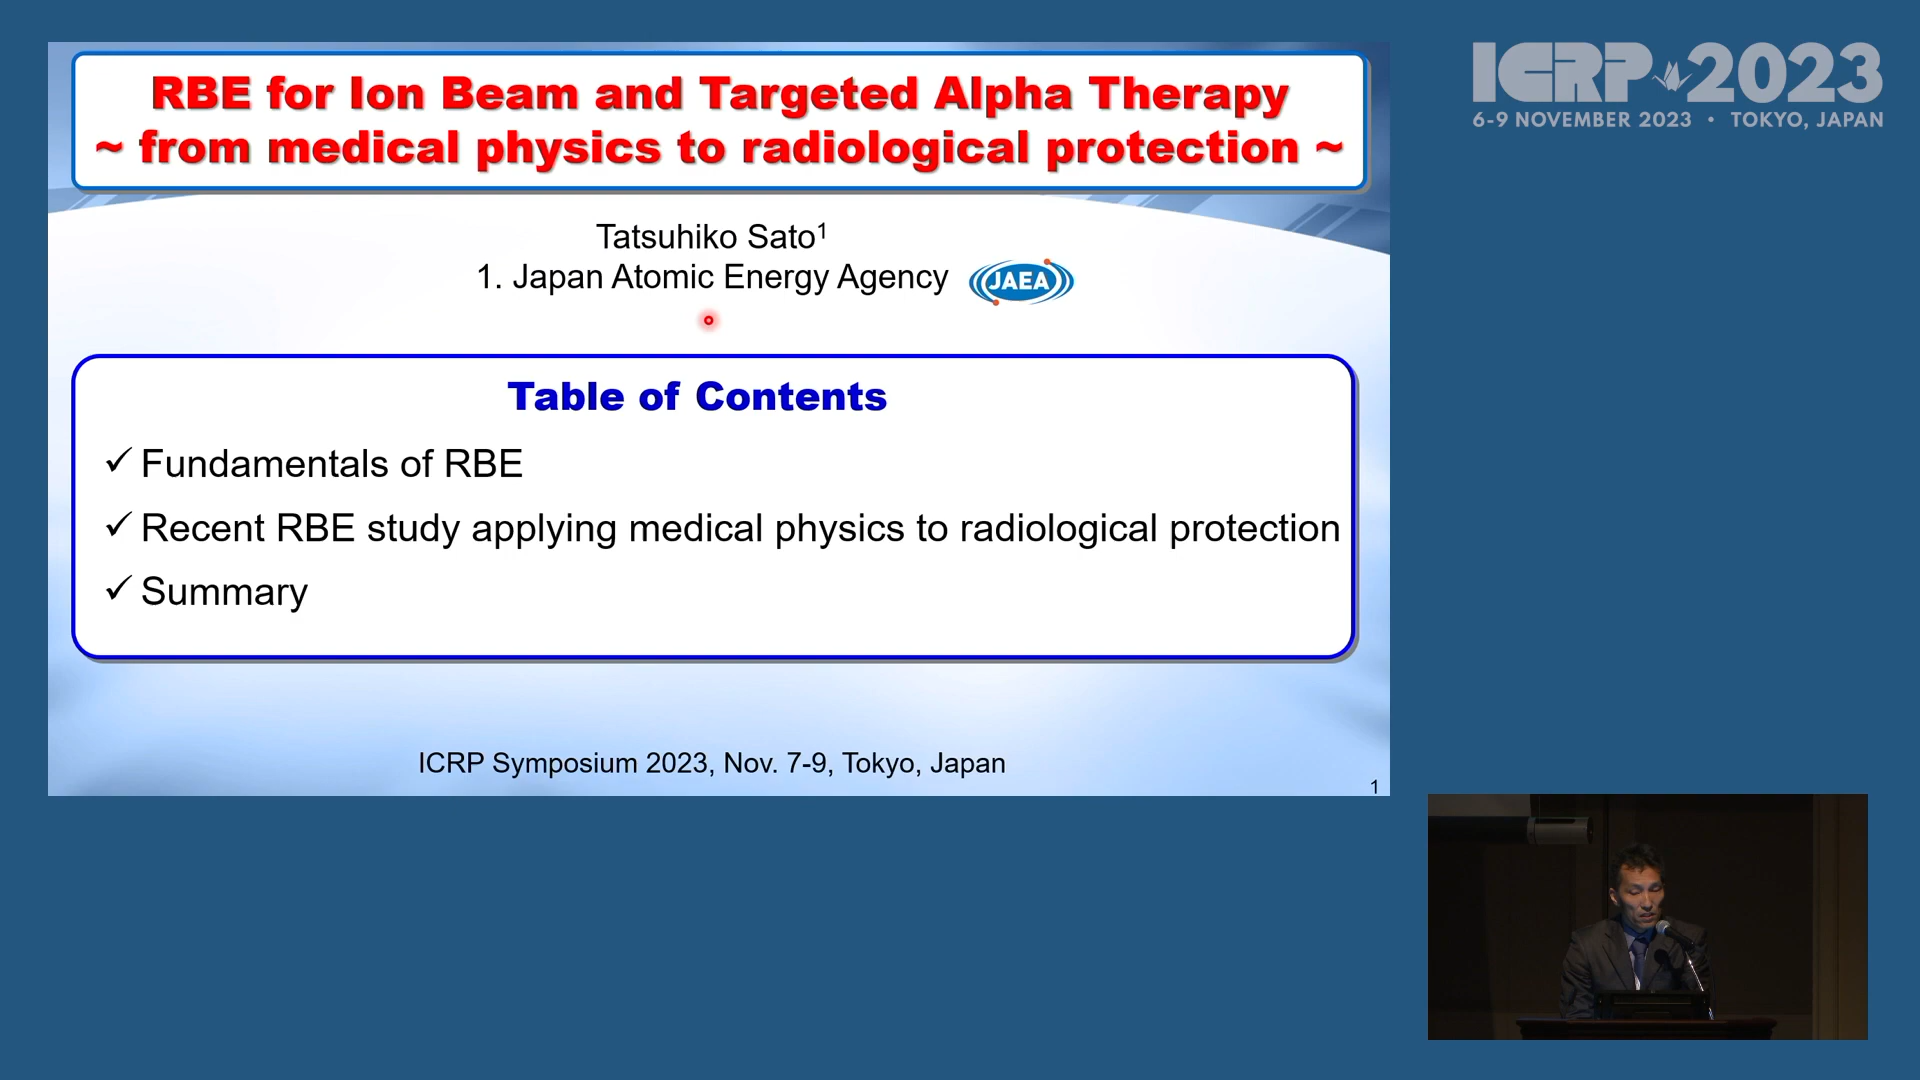 RBE for Ion Beam and Targeted Alpha Therapy
~ from medical physics to radiological protection ~
Tatsuhiko Sato¹
1. Japan Atomic Energy Agency
JAEA
Table of Contents
✓ Fundamentals of RBE
✓ Recent RBE study applying medical physics to radiological protection
✓ Summary
ICRP Symposium 2023, Nov. 7-9, Tokyo, Japan
1
ICRP 2023
6-9 NOVEMBER 2023 • TOKYO, JAPAN